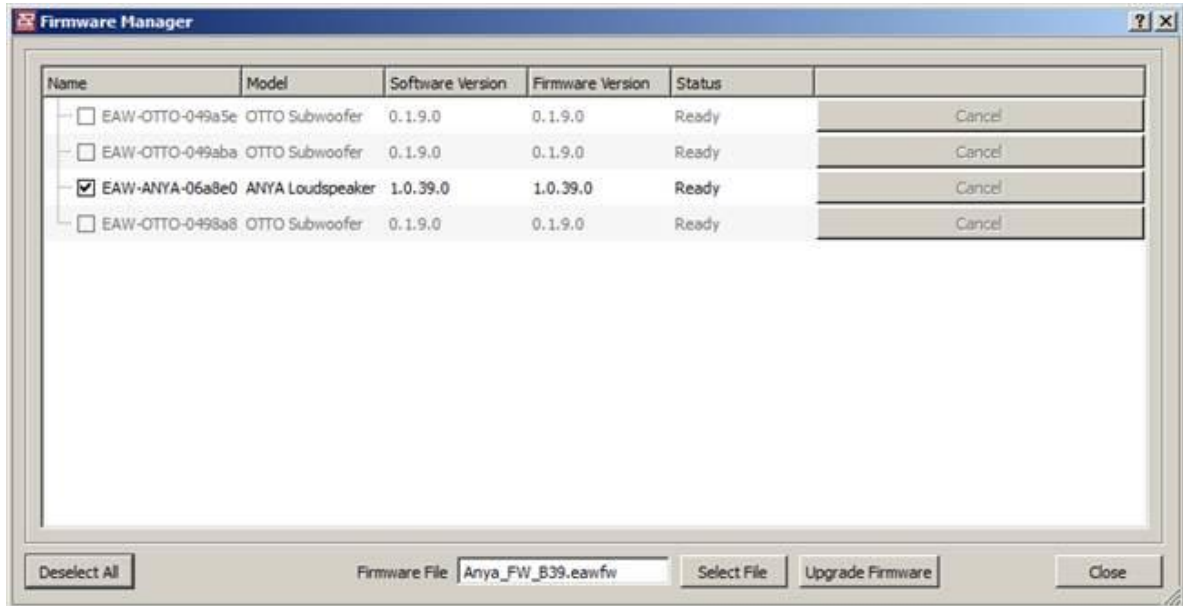 Firmware Manager
Name Model Software Version Firmware Version Status
EAW-OTTO-049a5e OTTO Subwoofer 0.1.9.0 0.1.9.0 Ready Cancel
EAW-OTTO-049aba OTTO Subwoofer 0.1.9.0 0.1.9.0 Ready Cancel
EAW-ANYA-06a8e0 ANYA Loudspeaker 1.0.39.0 1.0.39.0 Ready Cancel
EAW-OTTO-0498a8 OTTO Subwoofer 0.1.9.0 0.1.9.0 Ready Cancel
Deselect All Firmware File Anya_FW_B39.eawfw Select File Upgrade Firmware Close